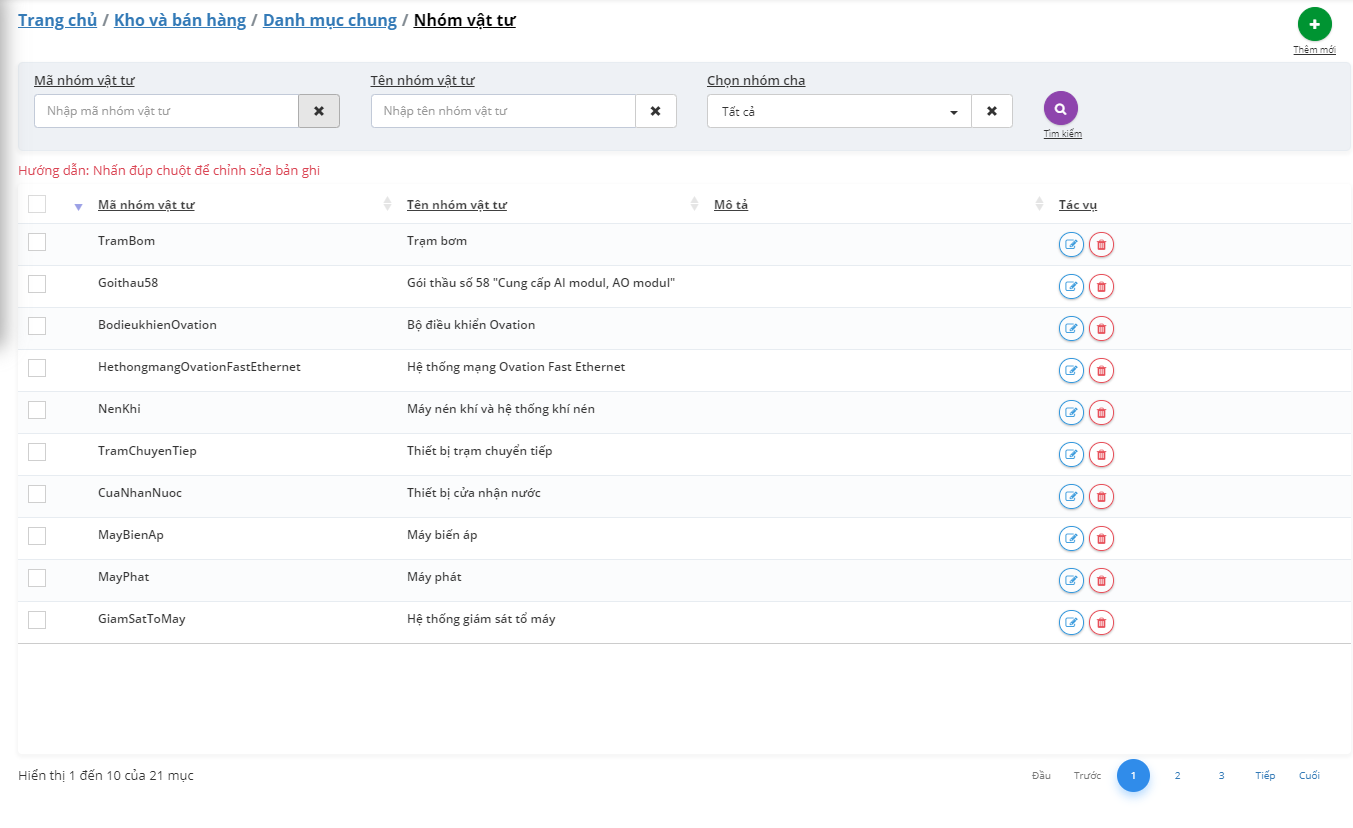 Trang chủ / Kho và bán hàng / Danh mục chung / Nhóm vật tư
Thêm mới
Mã nhóm vật tư Tên nhóm vật tư Chọn nhóm cha
Nhập mã nhóm vật tư Nhập tên nhóm vật tư Tất cả
Tìm kiếm
Hướng dẫn: Nhấn đúp chuột để chỉnh sửa bản ghi
Mã nhóm vật tư Tên nhóm vật tư Mô tả Tác vụ
TramBom Trạm bơm
Goithau58 Gói thầu số 58 "Cung cấp AI modul, AO modul"
BodieukhienOvation Bộ điều khiển Ovation
HethongmangOvationFastEthernet Hệ thống mạng Ovation Fast Ethernet
NenKhi Máy nén khí và hệ thống khí nén
TramChuyenTiep Thiết bị trạm chuyển tiếp
CuaNhanNuoc Thiết bị cửa nhận nước
MayBienAp Máy biến áp
MayPhat Máy phát
GiamSatToMay Hệ thống giám sát tổ máy
Hiển thị 1 đến 10 của 21 mục Đầu Trước 1 2 3 Tiếp Cuối